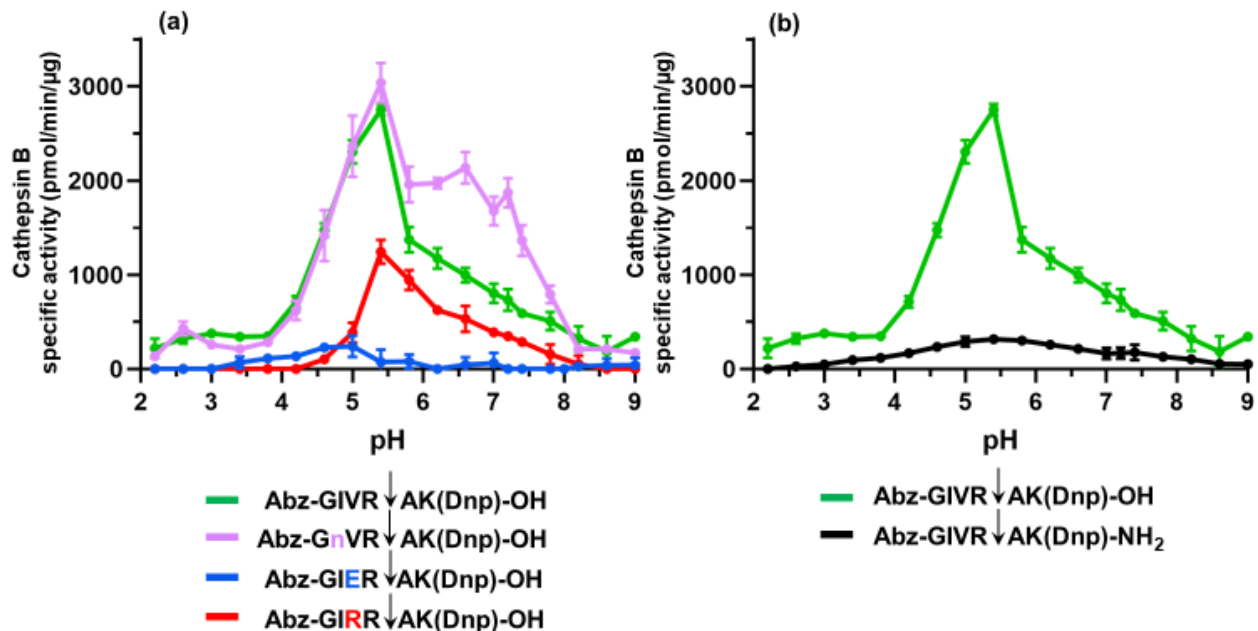 (a)
Cathepsin B
specific activity (pmol/min/µg)
3000
2000
1000
0
2 3 4 5 6 7 8 9
pH
Abz-GIVR↓AK(Dnp)-OH
Abz-GnVR↓AK(Dnp)-OH
Abz-GIER↓AK(Dnp)-OH
Abz-GIRR↓AK(Dnp)-OH
(b)
Cathepsin B
specific activity (pmol/min/µg)
3000
2000
1000
0
2 3 4 5 6 7 8 9
pH
Abz-GIVR↓AK(Dnp)-OH
Abz-GIVR↓AK(Dnp)-NH₂